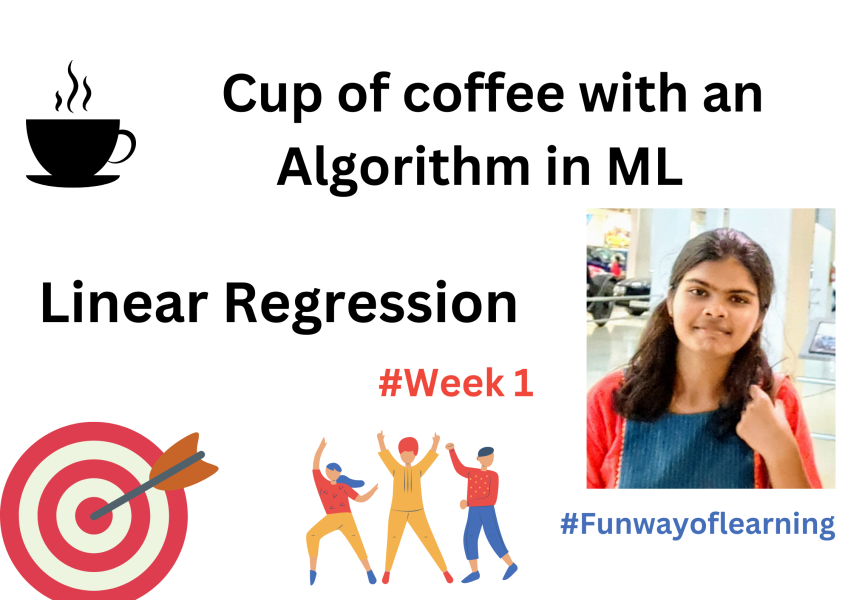 Cup of coffee with an
Algorithm in ML
Linear Regression
#Week 1
#Funwayoflearning